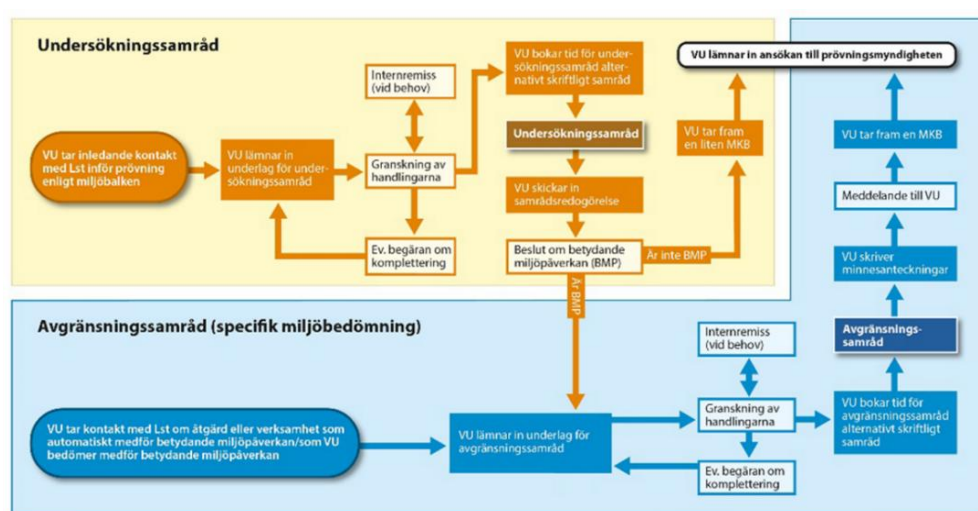 Undersökningssamråd
VU tar inledande kontakt
med Lst inför prövning
enligt miljöbalken
VU lämnar in
underlag för under-
sökningssamråd
Internremiss
(vid behov)
Granskning av
handlingarna
Ev. begäran om
komplettering
VU bokar tid för under-
sökningssamråd alter-
nativt skriftligt samråd
Undersökningssamråd
VU skickar in
samrådsredogörelse
Beslut om betydande
miljöpåverkan (BMP)
Är inte BMP
Är BMP
VU tar fram
en liten MKB
VU lämnar in ansökan till prövningsmyndigheten
Avgränsningssamråd (specifik miljöbedömning)
VU tar kontakt med Lst om åtgärd eller verksamhet som
automatiskt medför betydande miljöpåverkan/som VU
bedömer medför betydande miljöpåverkan
VU lämnar in underlag för
avgränsningssamråd
Internremiss
(vid behov)
Granskning av
handlingarna
Ev. begäran om
komplettering
VU bokar tid för
avgränsningssamråd
alternativt skriftligt
samråd
Avgränsnings-
samråd
VU skriver
minnesanteckningar
Meddelande till VU
VU tar fram en MKB